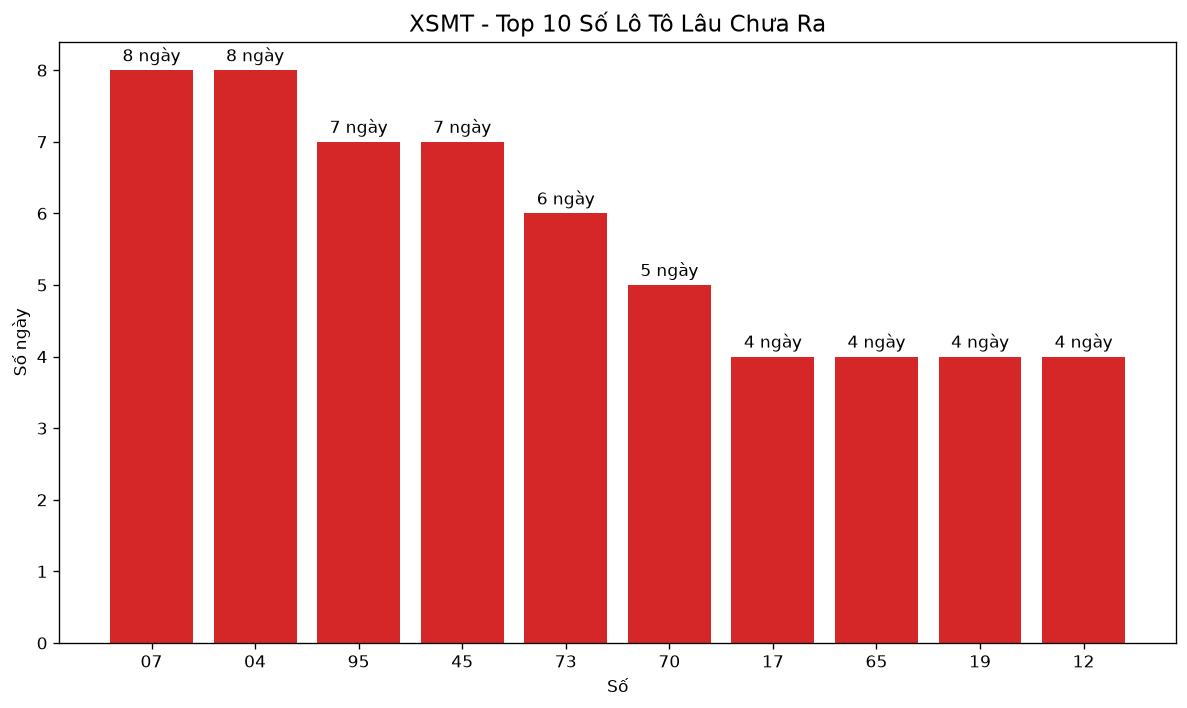 XSMT - Top 10 Số Lô Tô Lâu Chưa Ra
8 ngày 8 ngày
7 ngày 7 ngày
6 ngày
5 ngày
4 ngày 4 ngày 4 ngày 4 ngày
Số ngày
8
7
6
5
4
3
2
1
0
07 04 95 45 73 70 17 65 19 12
Số